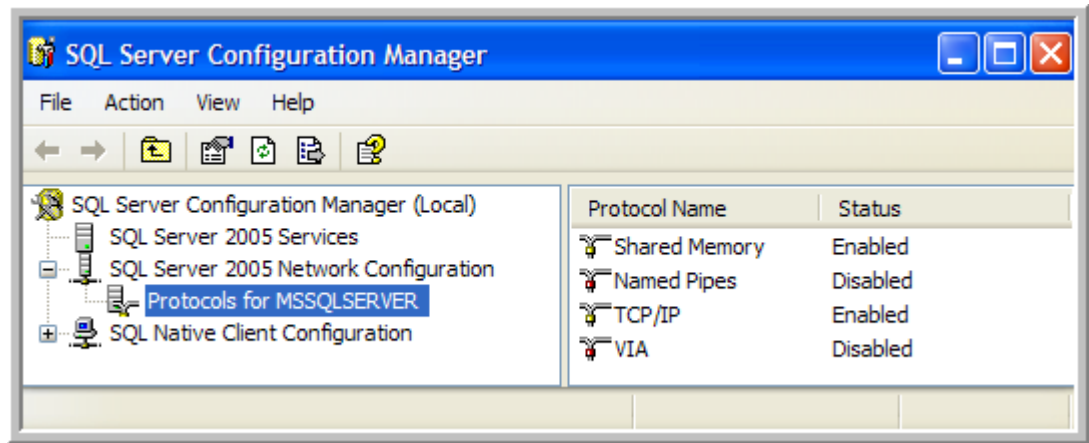 SQL Server Configuration Manager
File Action View Help
SQL Server Configuration Manager (Local)
SQL Server 2005 Services
SQL Server 2005 Network Configuration
Protocols for MSSQLSERVER
SQL Native Client Configuration
Protocol Name Status
Shared Memory Enabled
Named Pipes Disabled
TCP/IP Enabled
VIA Disabled